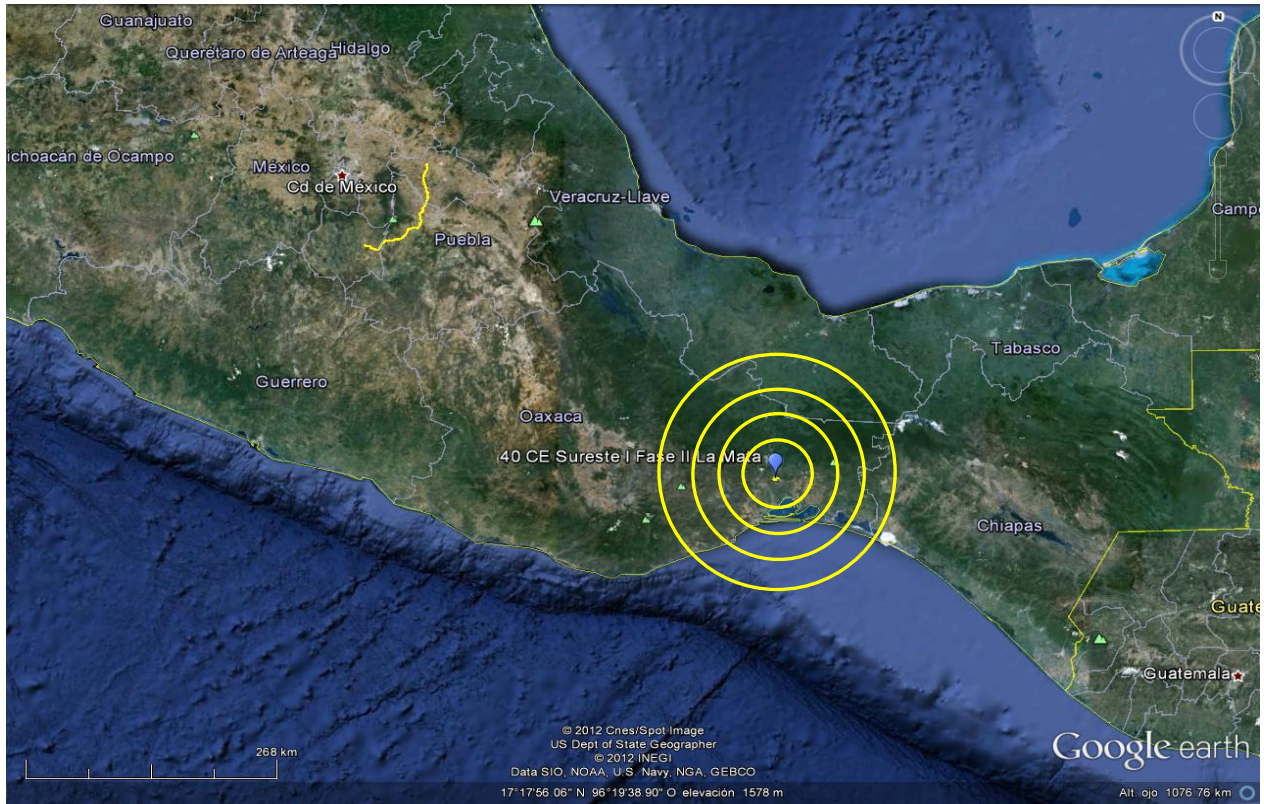 Guanajuato
N
Querétaro de Arteaga
Hidalgo
ichoacán de Ocampo
México
Cd de México
Veracruz-Llave
Campe
Puebla
Tabasco
Guerrero
Oaxaca
40 CE Sureste I Fase II La Mata
Chiapas
Guate
Guatemala
268 km
© 2012 Cnes/Spot Image
US Dept of State Geographer
© 2012 INEGI
Data SIO, NOAA, U.S. Navy, NGA, GEBCO
Google earth
17°17'56.06" N 96°19'38 90" O elevación 1578 m
Alt. ojo 1076 76 km